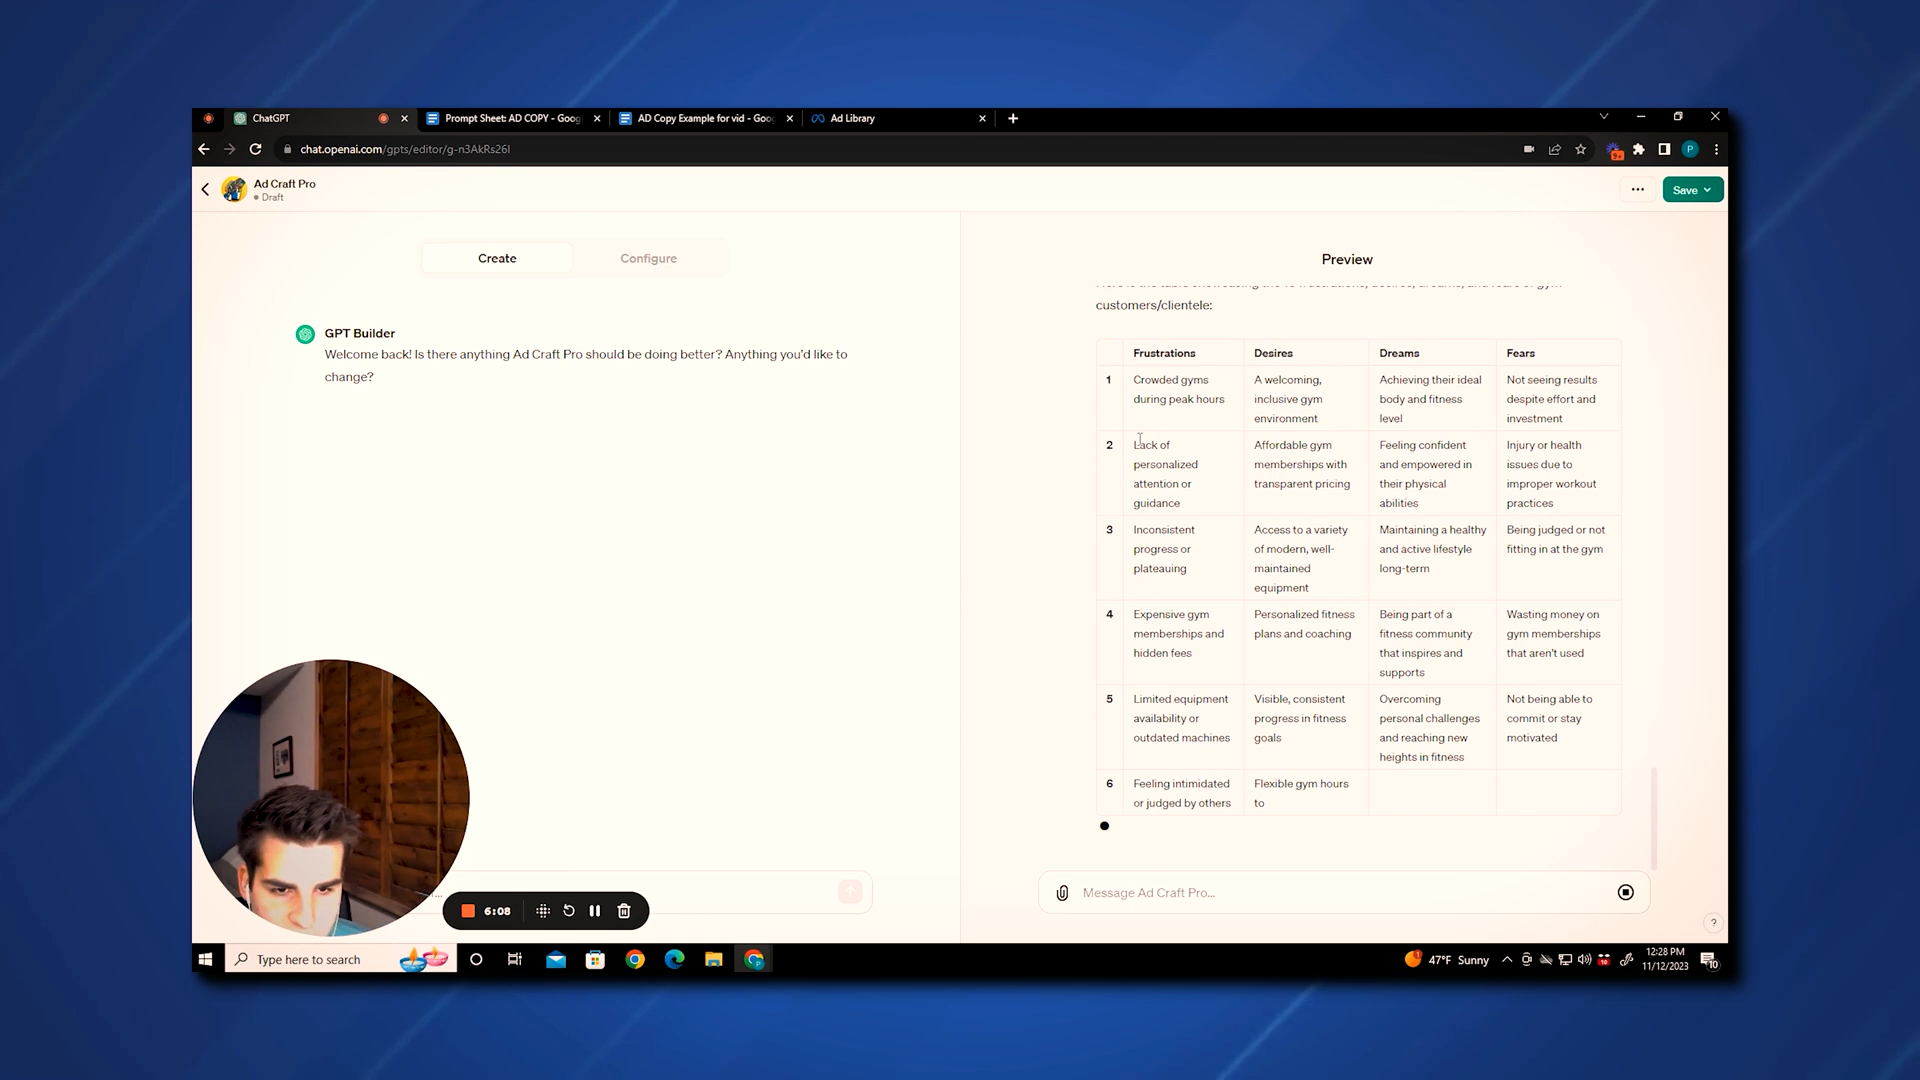 ChatGPT
Prompt Sheet: AD COPY - Goog
AD Copy Example for vid - Goo
Ad Library
chat.openai.com/gpts/editor/g-n3AkRs26I
9+
P
Ad Craft Pro
Draft
Save
Create
Configure
Preview
GPT Builder
Welcome back! Is there anything Ad Craft Pro should be doing better? Anything you'd like to
change?
customers/clientele:
Frustrations Desires Dreams Fears
1 Crowded gyms during peak hours
A welcoming, inclusive gym environment
Achieving their ideal body and fitness level
Not seeing results despite effort and investment
2 Lack of personalized attention or guidance
Affordable gym memberships with transparent pricing
Feeling confident and empowered in their physical abilities
Injury or health issues due to improper workout practices
3 Inconsistent progress or plateauing
Access to a variety of modern, well-maintained equipment
Maintaining a healthy and active lifestyle long-term
Being judged or not fitting in at the gym
4 Expensive gym memberships and hidden fees
Personalized fitness plans and coaching
Being part of a fitness community that inspires and supports
Wasting money on gym memberships that aren't used
5 Limited equipment availability or outdated machines
Visible, consistent progress in fitness goals
Overcoming personal challenges and reaching new heights in fitness
Not being able to commit or stay motivated
6 Feeling intimidated or judged by others
Flexible gym hours to
Message Ad Craft Pro...
?
6:08
Type here to search
47°F Sunny
12:28 PM
11/12/2023
10